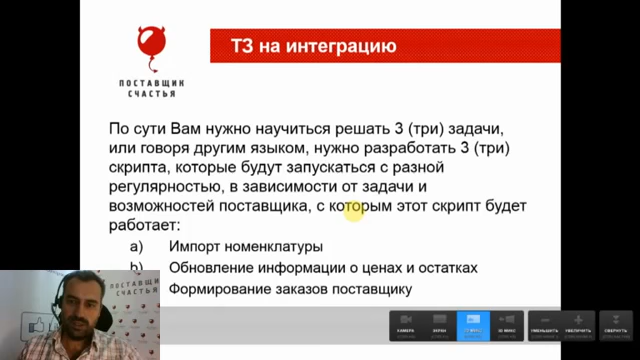 ТЗ на интеграцию
ПОСТАВЩИК
СЧАСТЬЯ
По сути Вам нужно научиться решать 3 (три) задачи,
или говоря другим языком, нужно разработать 3 (три)
скрипта, которые будут запускаться с разной
регулярностью, в зависимости от задачи и
возможностей поставщика, с которым этот скрипт будет
работает:
a) Импорт номенклатуры
b) Обновление информации о ценах и остатках
Формирование заказов поставщику
КАМЕРА
ЭКРАН
УМЕНЬШИТЬ
УВЕЛИЧИТЬ
СВЕРНУТЬ